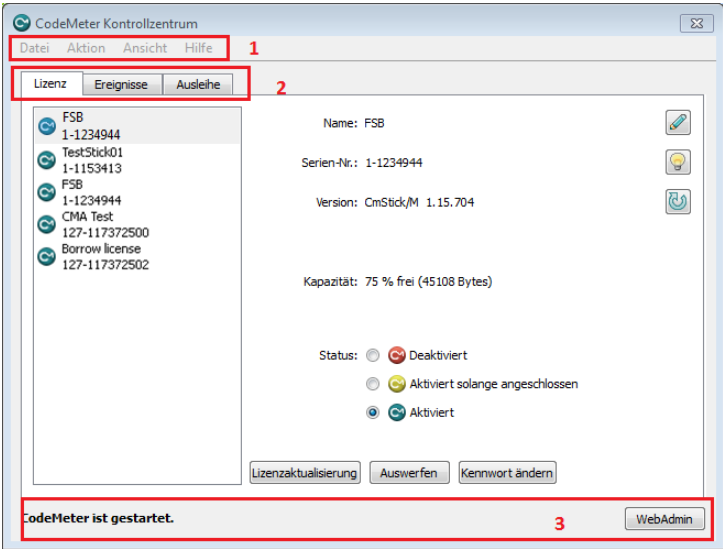 CodeMeter Kontrollzentrum
Datei Aktion Ansicht Hilfe 1
Lizenz Ereignisse Ausleihe 2
FSB
1-1234944
TestStick01
1-1153413
FSB
1-1234944
CMA Test
127-117372500
Borrow license
127-117372502
Name: FSB
Serien-Nr.: 1-1234944
Version: CmStick/M 1.15.704
Kapazität: 75 % frei (45108 Bytes)
Status: Deaktiviert
Aktiviert solange angeschlossen
Aktiviert
Lizenzaktualisierung Auswerfen Kennwort ändern
CodeMeter ist gestartet. 3 WebAdmin